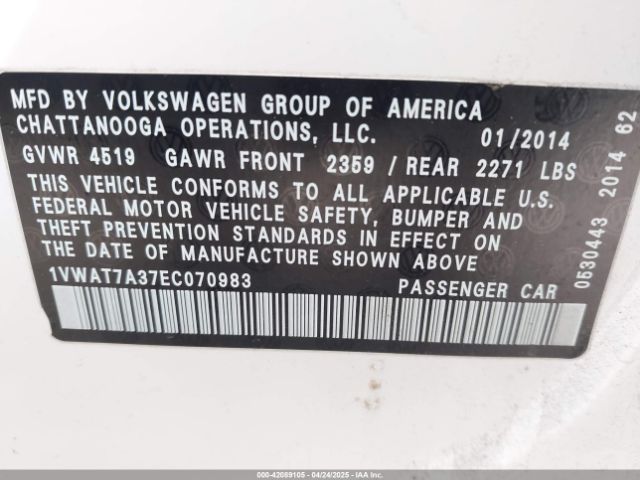 MFD BY VOLKSWAGEN GROUP OF AMERICA
CHATTANOOGA OPERATIONS, LLC. 01/2014
GVWR 4519 GAWR FRONT 2359 / REAR 2271 LBS
THIS VEHICLE CONFORMS TO ALL APPLICABLE U.S.
FEDERAL MOTOR VEHICLE SAFETY, BUMPER AND
THEFT PREVENTION STANDARDS IN EFFECT ON
THE DATE OF MANUFACTURE SHOWN ABOVE.
1VWAT7A37EC070983 PASSENGER CAR
0530443 2014 62
000-42089105 - 04/24/2025 - IAAI.COM